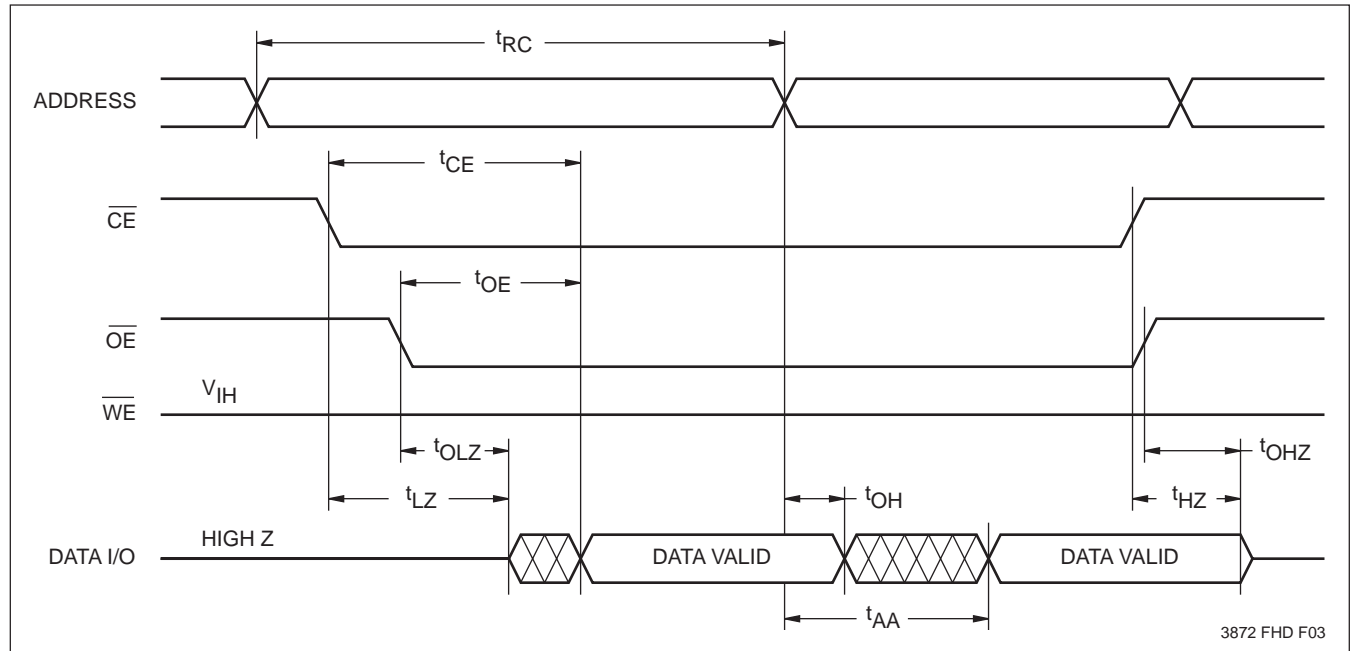 tRC
ADDRESS
tCE
CE
tOE
OE
VIH
WE
tOLZ
tOHZ
tLZ
tOH
tHZ
HIGH Z
DATA I/O
DATA VALID
DATA VALID
tAA
3872 FHD F03